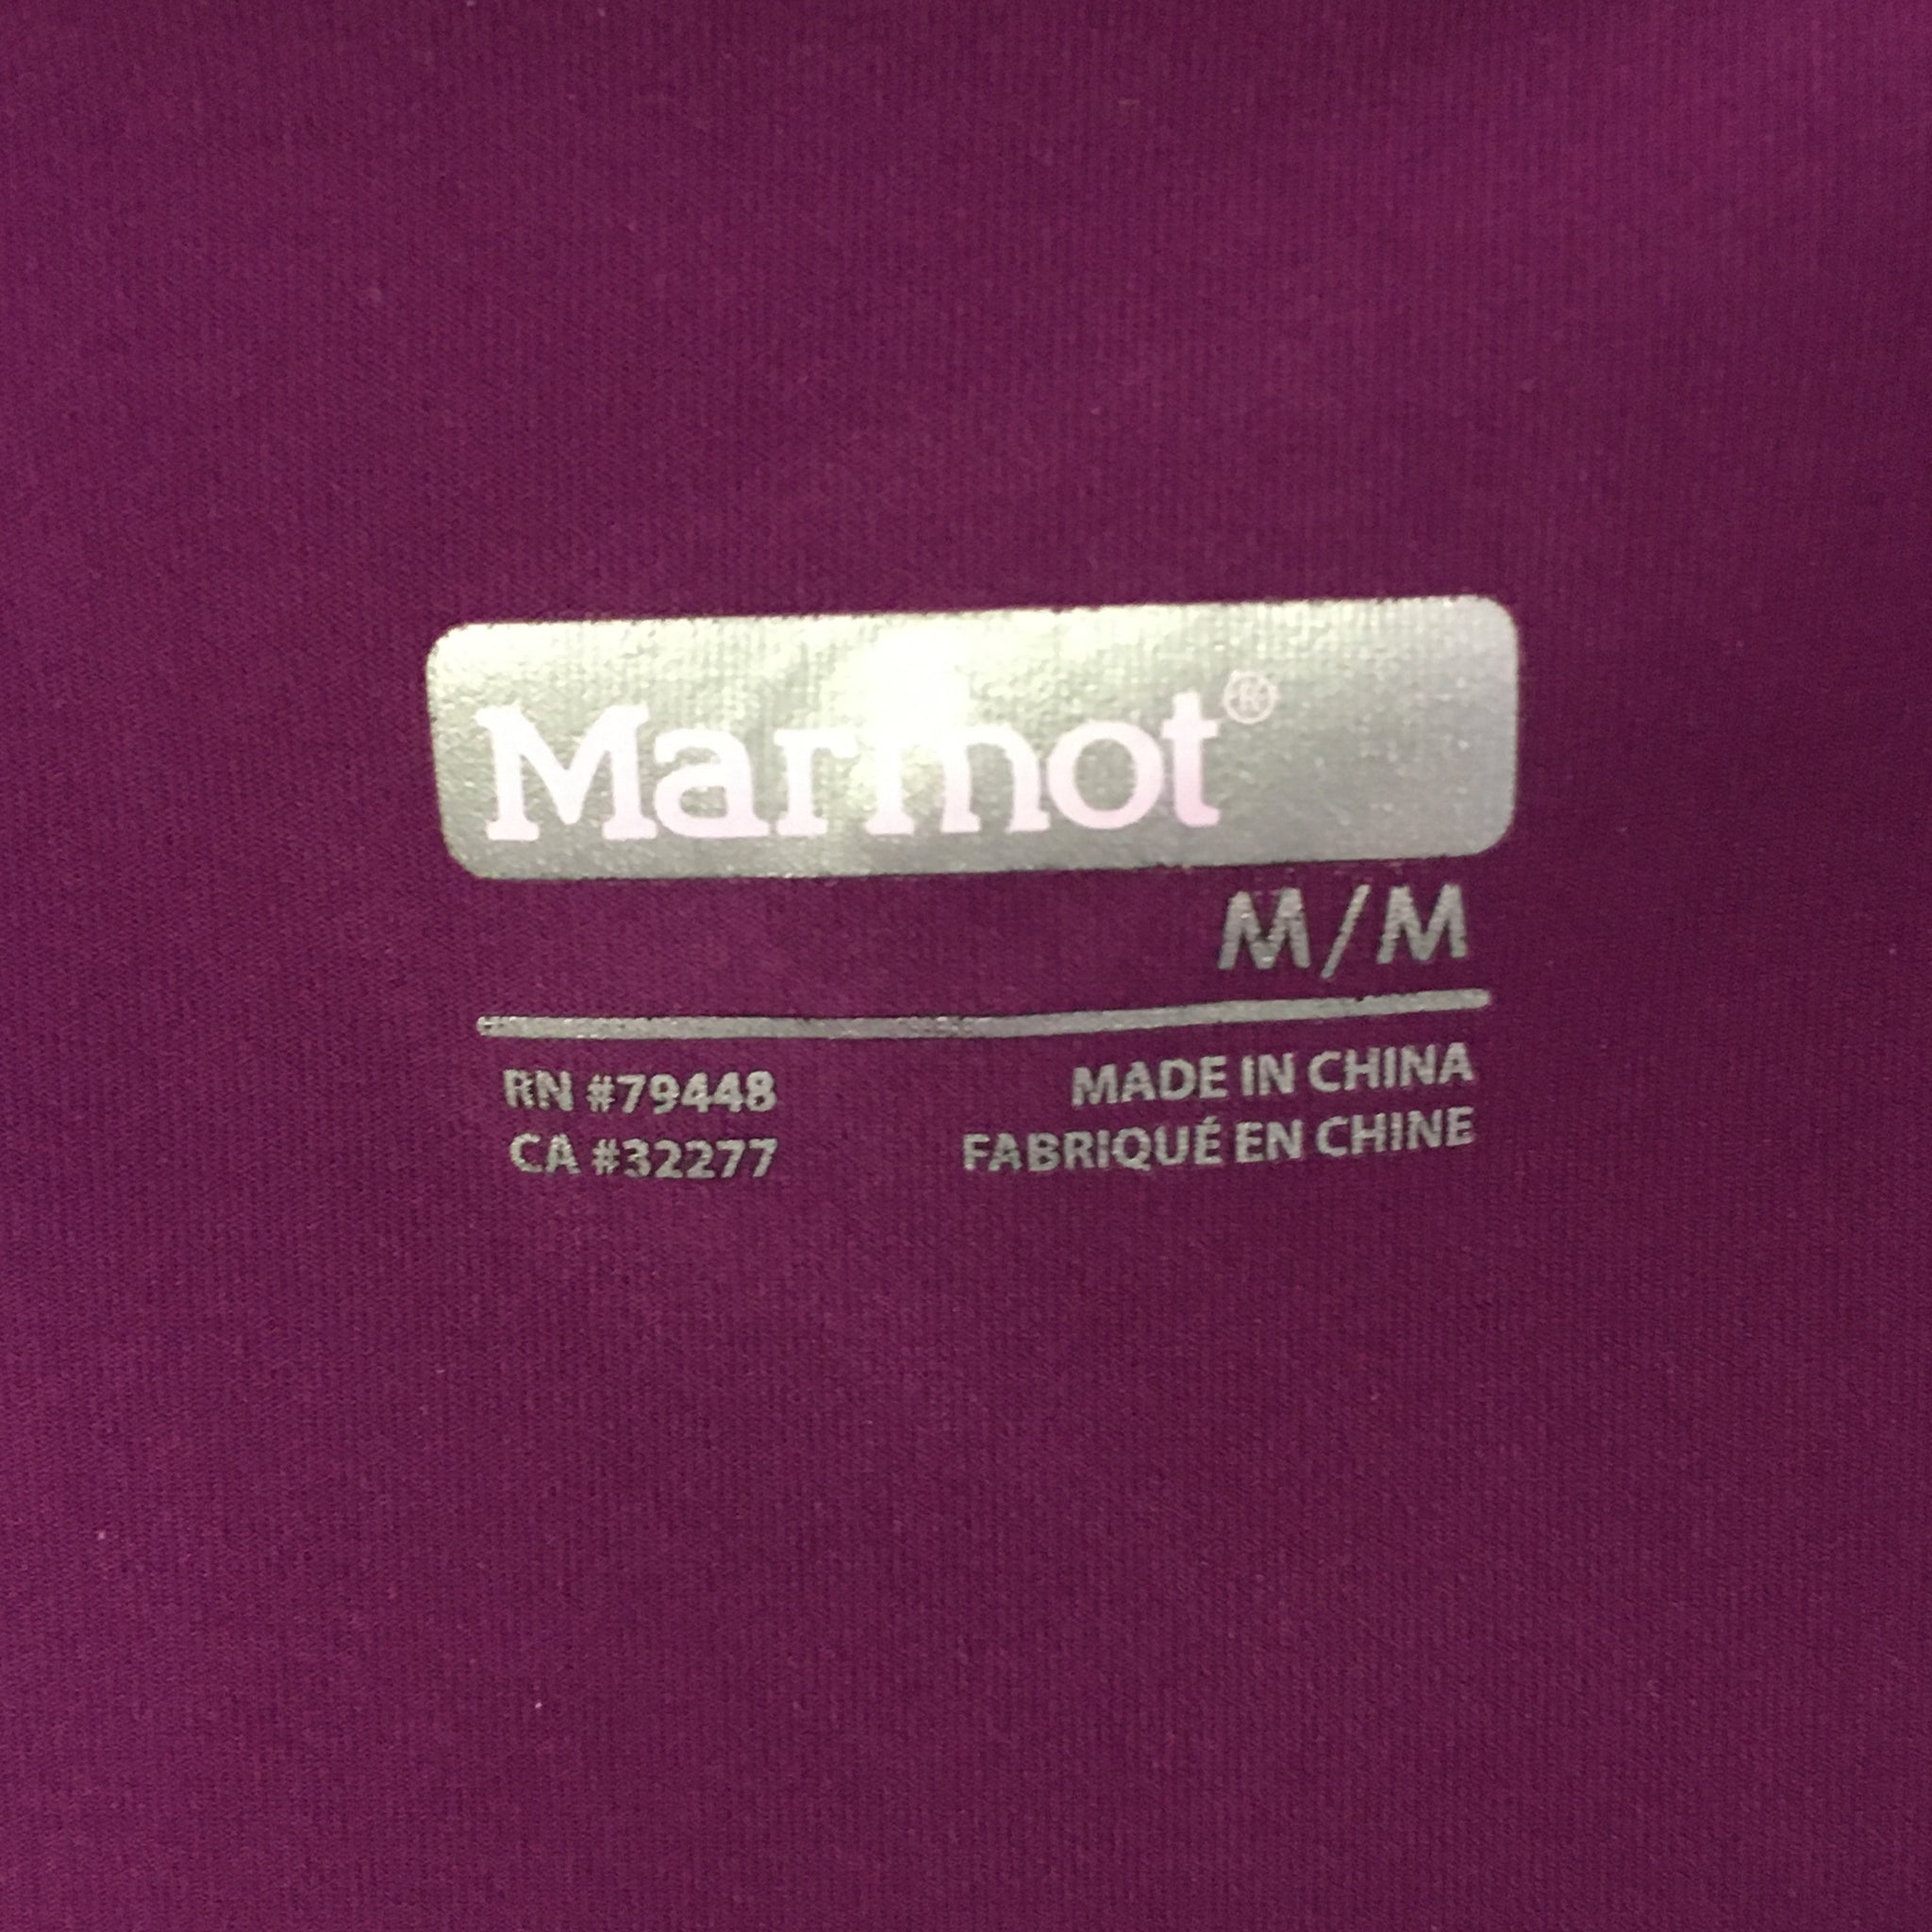 Marmot®
M/M
RN #79448
CA #32277
MADE IN CHINA
FABRIQUÉ EN CHINE